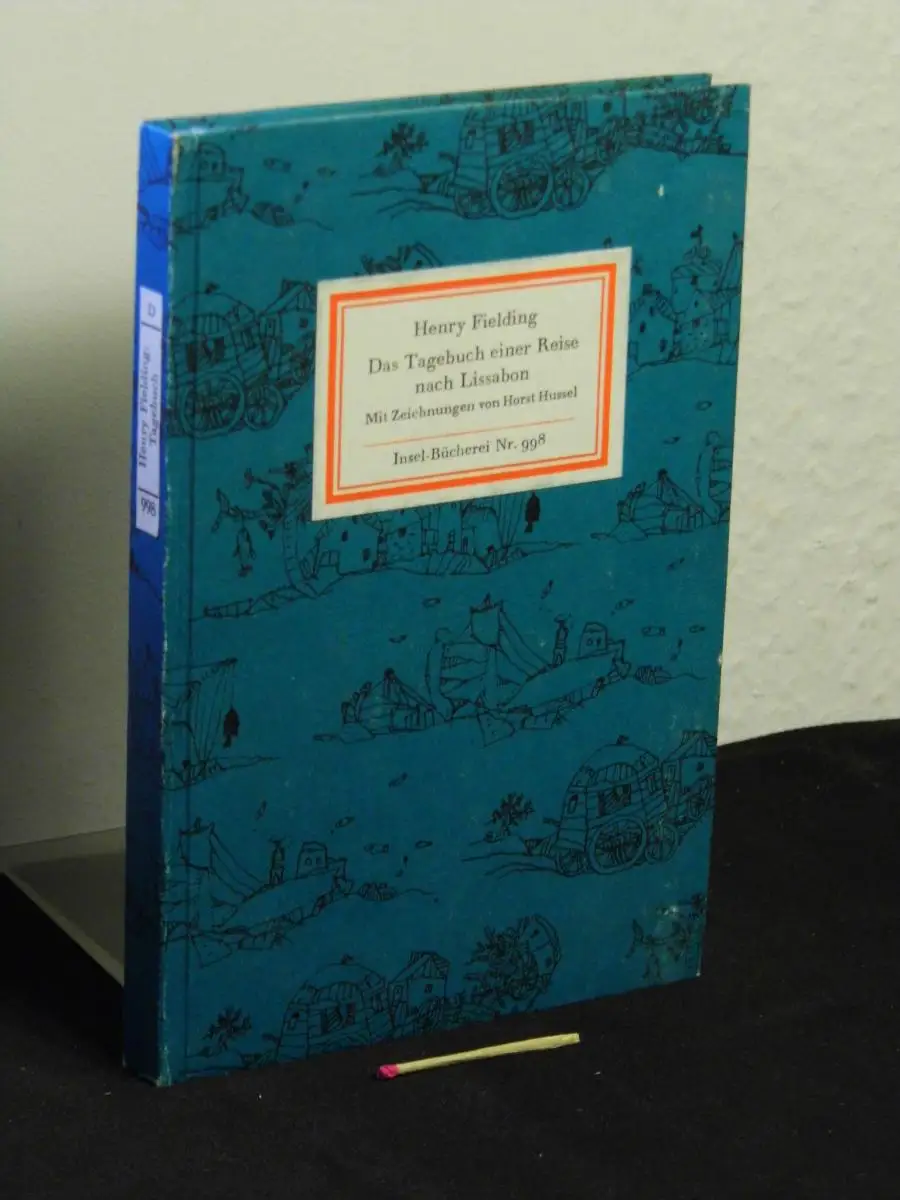 Henry Fielding
Das Tagebuch einer Reise
nach Lissabon
Mit Zeichnungen von Horst Hussel
Insel-Bücherei Nr. 998
D
Henry Fielding:
Tagebuch
998